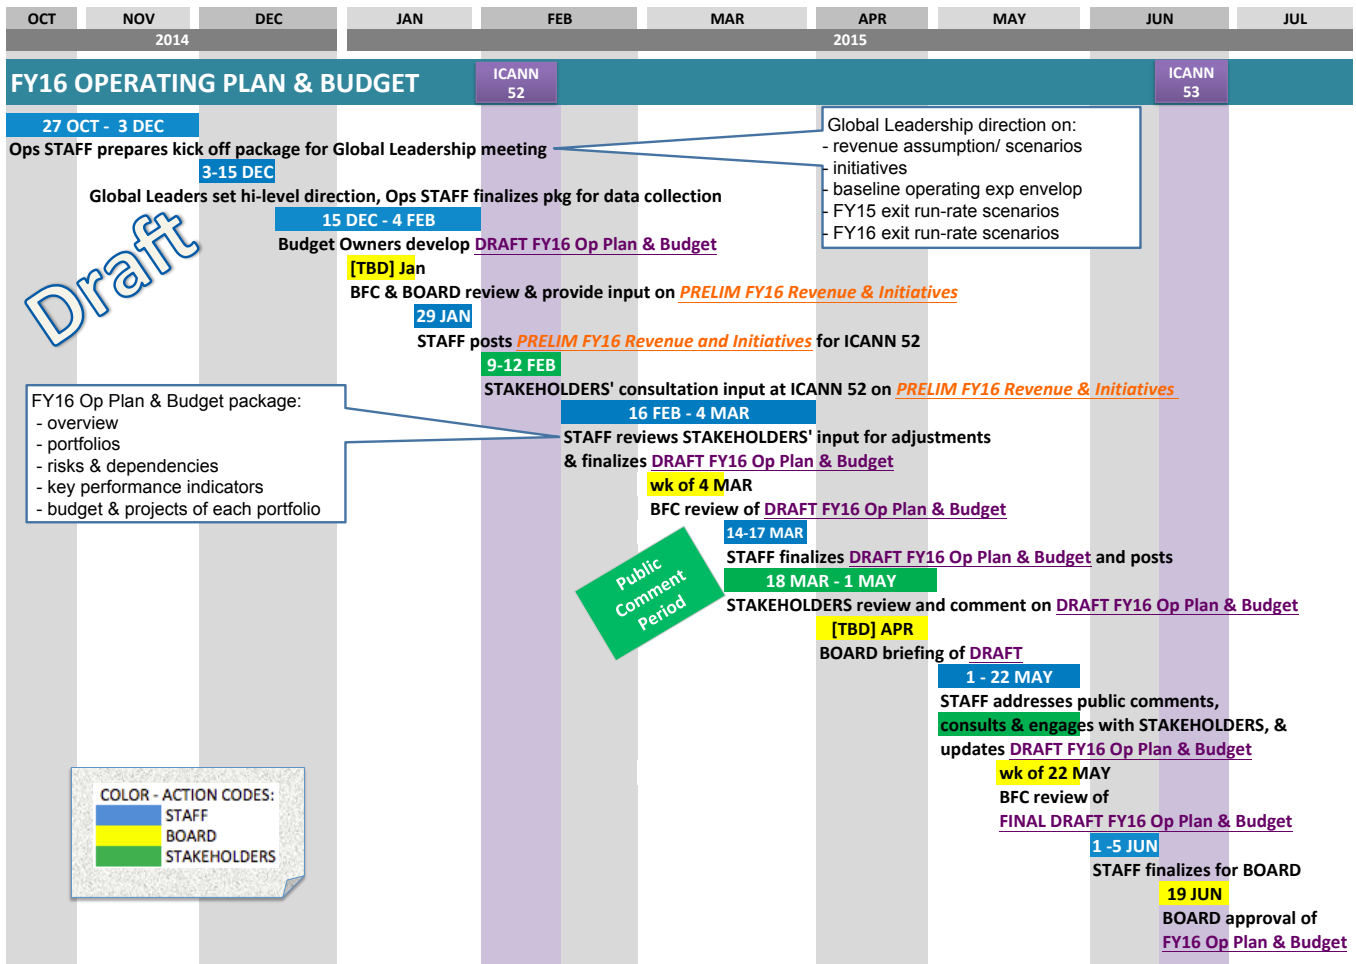 OCT NOV DEC JAN FEB MAR APR MAY JUN JUL
2014 2015
FY16 OPERATING PLAN & BUDGET
ICANN
52
ICANN
53
27 OCT - 3 DEC
Ops STAFF prepares kick off package for Global Leadership meeting
Global Leadership direction on:
- revenue assumption/ scenarios
- initiatives
- baseline operating exp envelop
- FY15 exit run-rate scenarios
- FY16 exit run-rate scenarios
3-15 DEC
Global Leaders set hi-level direction, Ops STAFF finalizes pkg for data collection
Draft
15 DEC - 4 FEB
Budget Owners develop DRAFT FY16 Op Plan & Budget
[TBD] Jan
BFC & BOARD review & provide input on PRELIM FY16 Revenue & Initiatives
29 JAN
STAFF posts PRELIM FY16 Revenue and Initiatives for ICANN 52
9-12 FEB
STAKEHOLDERS' consultation input at ICANN 52 on PRELIM FY16 Revenue & Initiatives
FY16 Op Plan & Budget package:
- overview
- portfolios
- risks & dependencies
- key performance indicators
- budget & projects of each portfolio
16 FEB - 4 MAR
STAFF reviews STAKEHOLDERS' input for adjustments
& finalizes DRAFT FY16 Op Plan & Budget
wk of 4 MAR
BFC review of DRAFT FY16 Op Plan & Budget
14-17 MAR
STAFF finalizes DRAFT FY16 Op Plan & Budget and posts
Public
Comment
Period
18 MAR - 1 MAY
STAKEHOLDERS review and comment on DRAFT FY16 Op Plan & Budget
[TBD] APR
BOARD briefing of DRAFT
1 - 22 MAY
STAFF addresses public comments,
consults & engages with STAKEHOLDERS, &
updates DRAFT FY16 Op Plan & Budget
wk of 22 MAY
BFC review of
FINAL DRAFT FY16 Op Plan & Budget
COLOR - ACTION CODES:
STAFF
BOARD
STAKEHOLDERS
1 -5 JUN
STAFF finalizes for BOARD
19 JUN
BOARD approval of
FY16 Op Plan & Budget